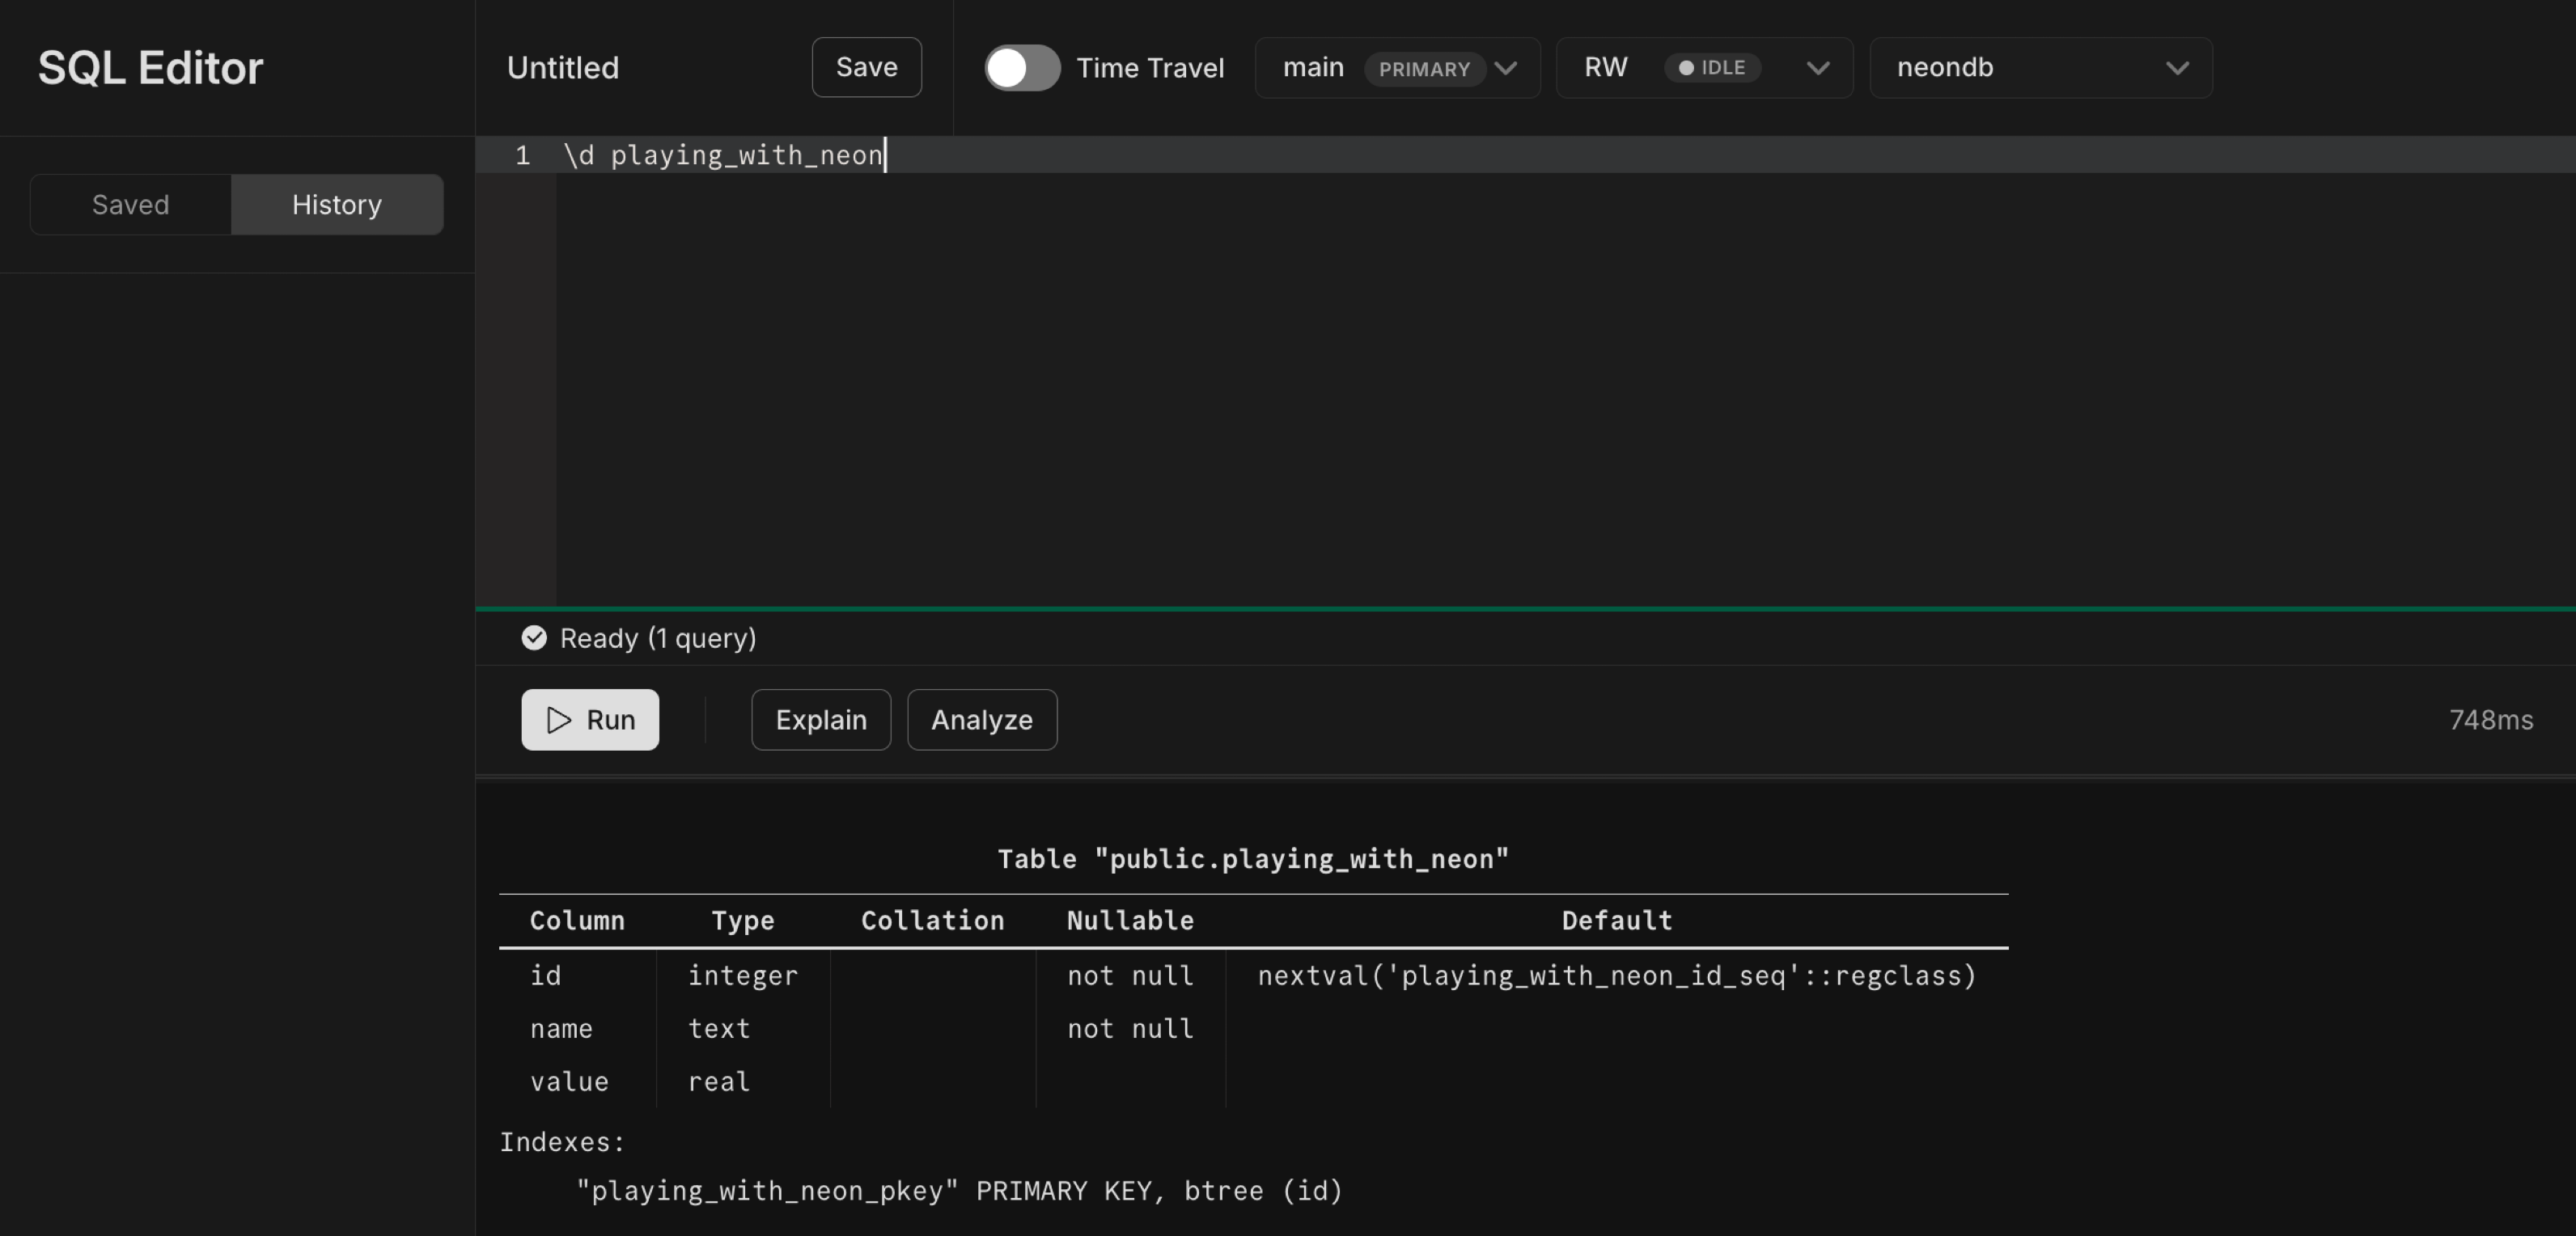 SQL Editor
Untitled
Save
Time Travel
main PRIMARY
RW IDLE
neondb
Saved
History
1 \d playing_with_neon
Ready (1 query)
Run
Explain
Analyze
748ms
Table "public.playing_with_neon"
Column Type Collation Nullable Default
id integer not null nextval('playing_with_neon_id_seq'::regclass)
name text not null
value real
Indexes:
"playing_with_neon_pkey" PRIMARY KEY, btree (id)